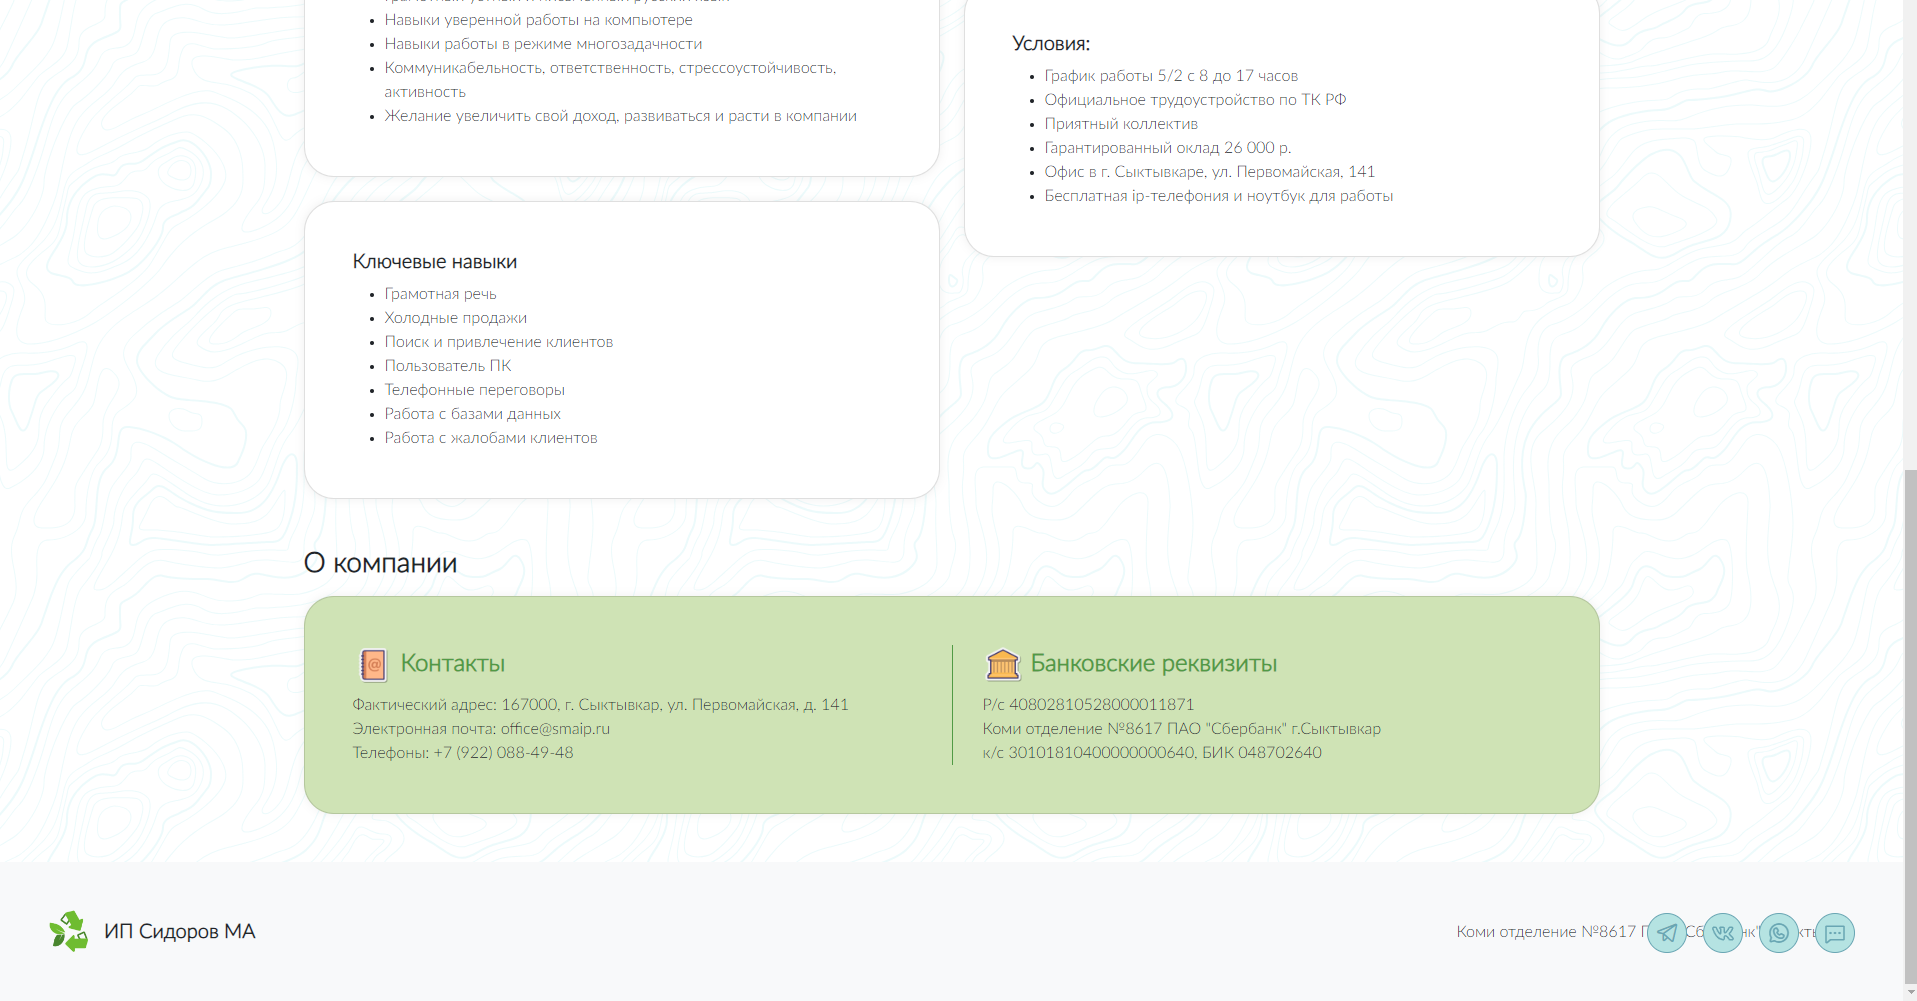 Навыки уверенной работы на компьютере
Навыки работы в режиме многозадачности
Коммуникабельность, ответственность, стрессоустойчивость,
активность
Желание увеличить свой доход, развиваться и расти в компании
Условия:
График работы 5/2 с 8 до 17 часов
Официальное трудоустройство по ТК РФ
Приятный коллектив
Гарантированный оклад 26 000 р.
Офис в г. Сыктывкаре, ул. Первомайская, 141
Бесплатная ip-телефония и ноутбук для работы
Ключевые навыки
Грамотная речь
Холодные продажи
Поиск и привлечение клиентов
Пользователь ПК
Телефонные переговоры
Работа с базами данных
Работа с жалобами клиентов
О компании
Контакты
Фактический адрес: 167000, г. Сыктывкар, ул. Первомайская, д. 141
Электронная почта: office@smaip.ru
Телефоны: +7 (922) 088-49-48
Банковские реквизиты
Р/с 40802810528000011871
Коми отделение №8617 ПАО "Сбербанк" г.Сыктывкар
к/с 30101810400000000640, БИК 048702640
ИП Сидоров МА
Коми отделение №8617